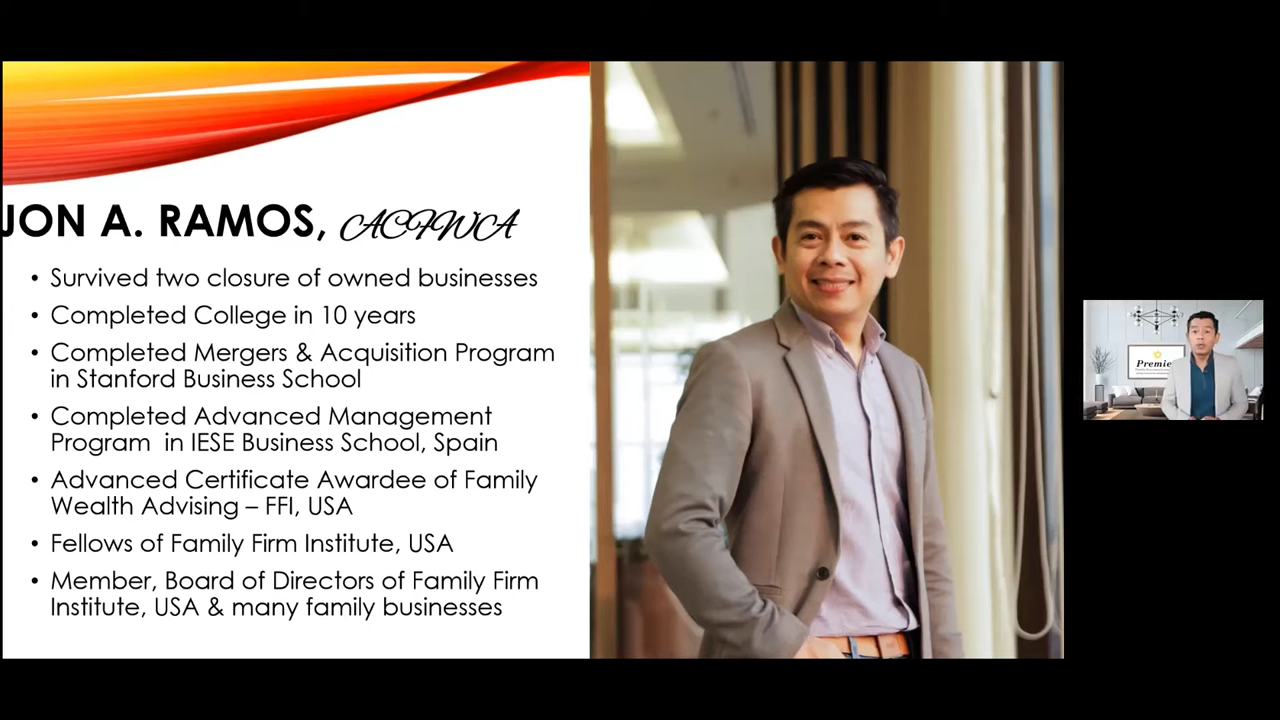 JON A. RAMOS, ACFWA
• Survived two closure of owned businesses
• Completed College in 10 years
• Completed Mergers & Acquisition Program
in Stanford Business School
• Completed Advanced Management
Program in IESE Business School, Spain
• Advanced Certificate Awardee of Family
Wealth Advising – FFI, USA
• Fellows of Family Firm Institute, USA
• Member, Board of Directors of Family Firm
Institute, USA & many family businesses
Premie